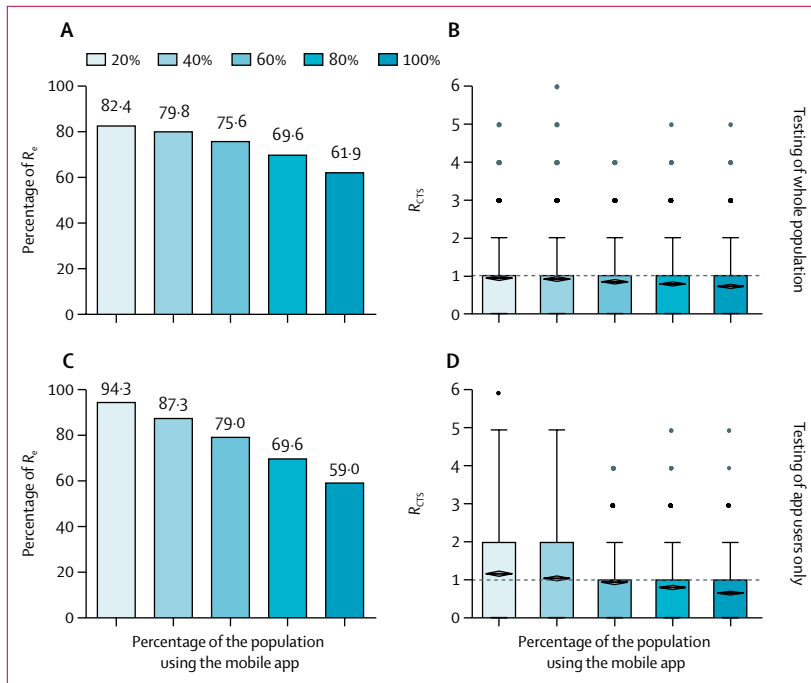 A
B
20%
40%
60%
80%
100%
100
80
60
40
20
0
Percentage of Rₑ
82·4
79·8
75·6
69·6
61·9
6
5
4
3
2
1
0
R_CTS
Testing of whole population
C
D
100
80
60
40
20
0
Percentage of Rₑ
94·3
87·3
79·0
69·6
59·0
Percentage of the population
using the mobile app
6
5
4
3
2
1
0
R_CTS
Percentage of the population
using the mobile app
Testing of app users only